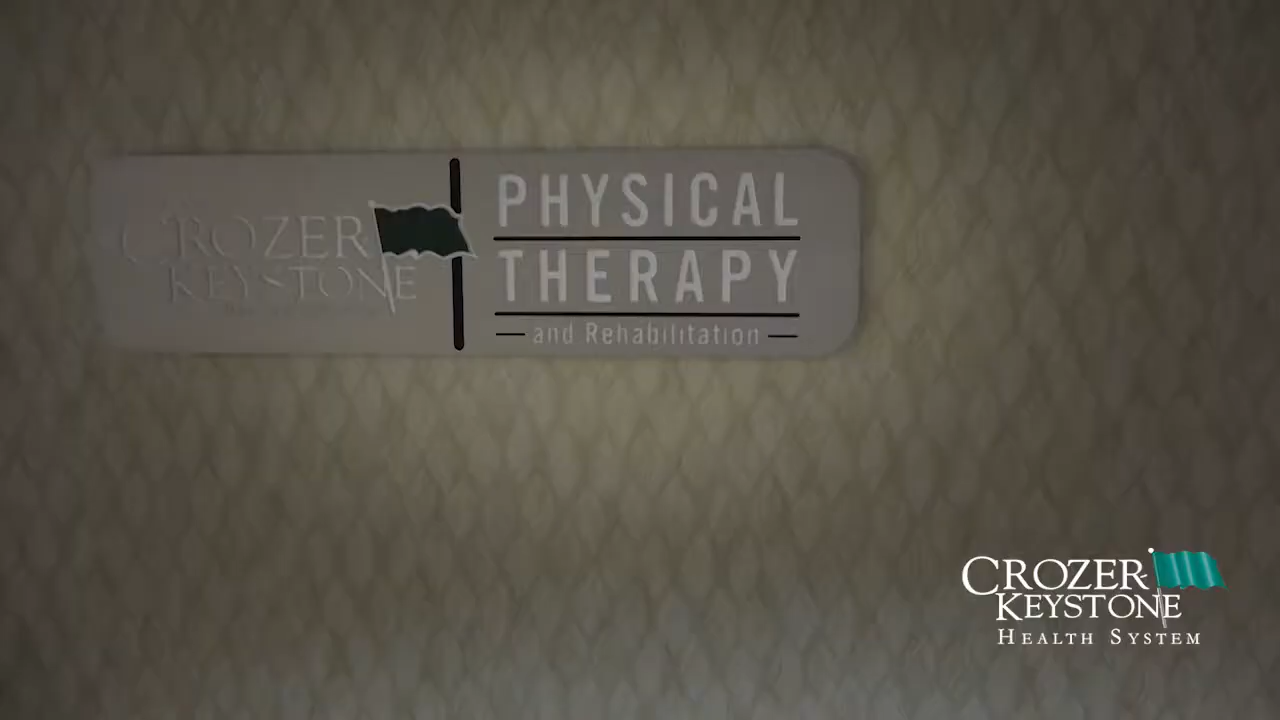 CROZER
KEYSTONE
PHYSICAL
THERAPY
and Rehabilitation
CROZER
KEYSTONE
HEALTH SYSTEM